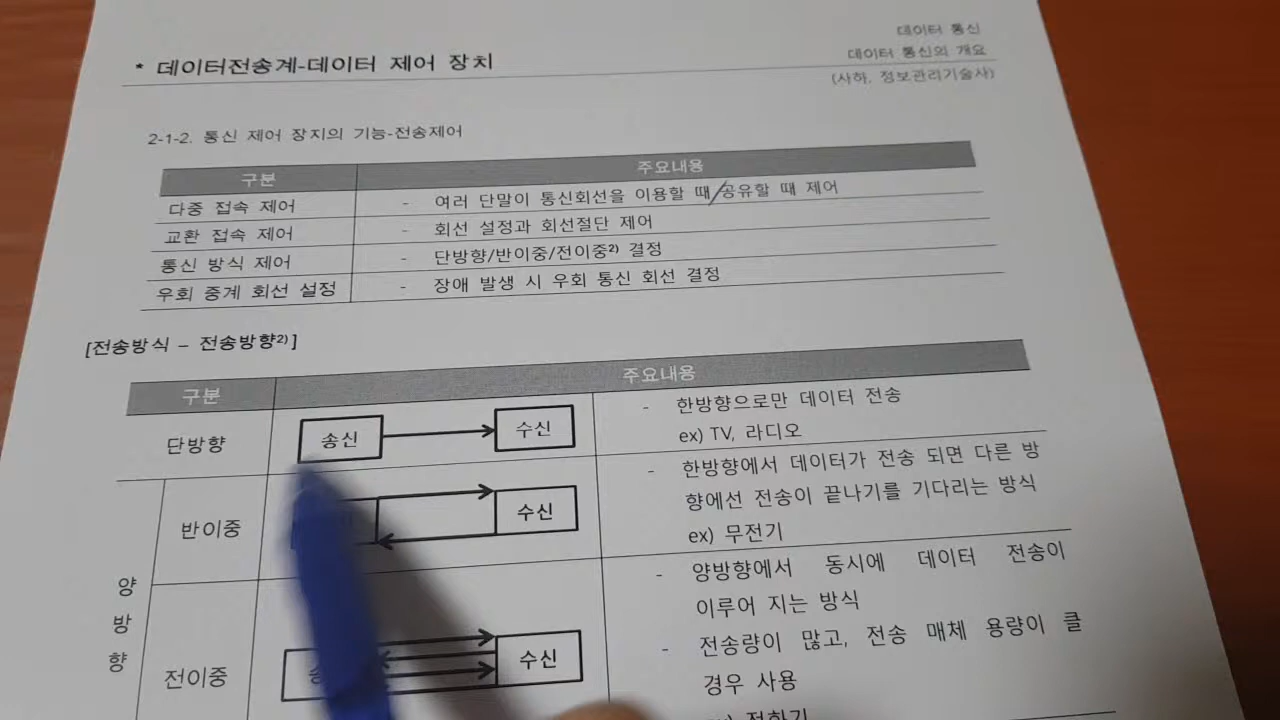 데이터 통신
* 데이터전송계-데이터 제어 장치
데이터 통신의 개요
(사하, 정보관리기술사)
2-1-2. 통신 제어 장지의 기능-전송제어
구분 주요내용
다중 접속 제어 - 여러 단말이 통신회선을 이용할 때/공유할 때 제어
교환 접속 제어 - 회선 설정과 회선절단 제어
통신 방식 제어 - 단방향/반이중/전이중2) 결정
우회 중계 회선 설정 - 장애 발생 시 우회 통신 회선 결정
[전송방식 – 전송방향2)]
구분 주요내용
단방향 송신 수신 - 한방향으로만 데이터 전송
ex) TV, 라디오
양방향
반이중 수신 - 한방향에서 데이터가 전송 되면 다른 방
향에선 전송이 끝나기를 기다리는 방식
ex) 무전기
전이중 수신 - 양방향에서 동시에 데이터 전송이
이루어 지는 방식
- 전송량이 많고, 전송 매체 용량이 클
경우 사용
ex) 전화기